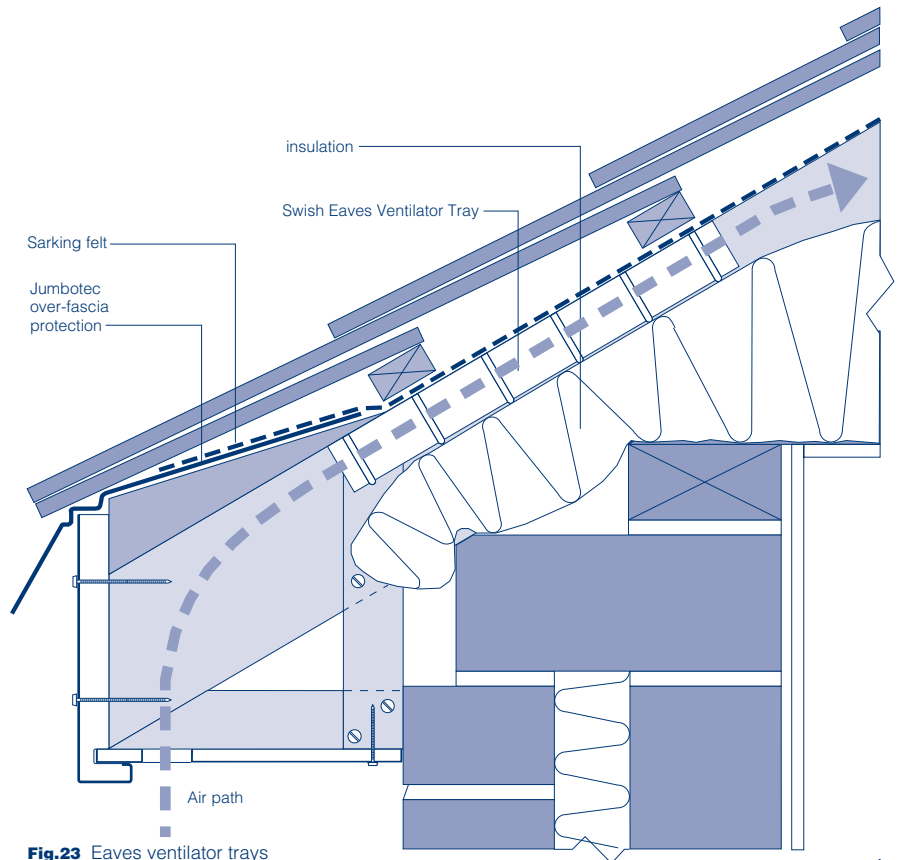 insulation
Swish Eaves Ventilator Tray
Sarking felt
Jumbotec
over-fascia
protection
Air path
Fig.23 Eaves ventilator trays